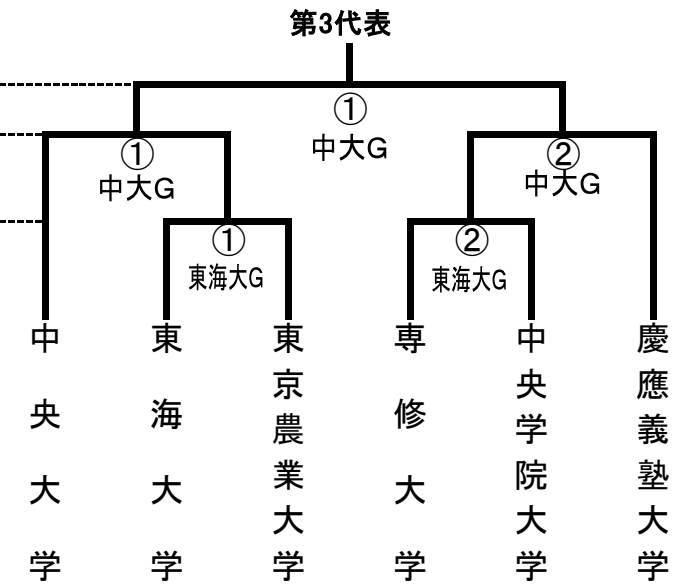 第3代表
①
中大G
①
中大G
②
中大G
①
東海大G
②
東海大G
中央大学
東海大学
東京農業大学
専修大学
中央学院大学
慶應義塾大学